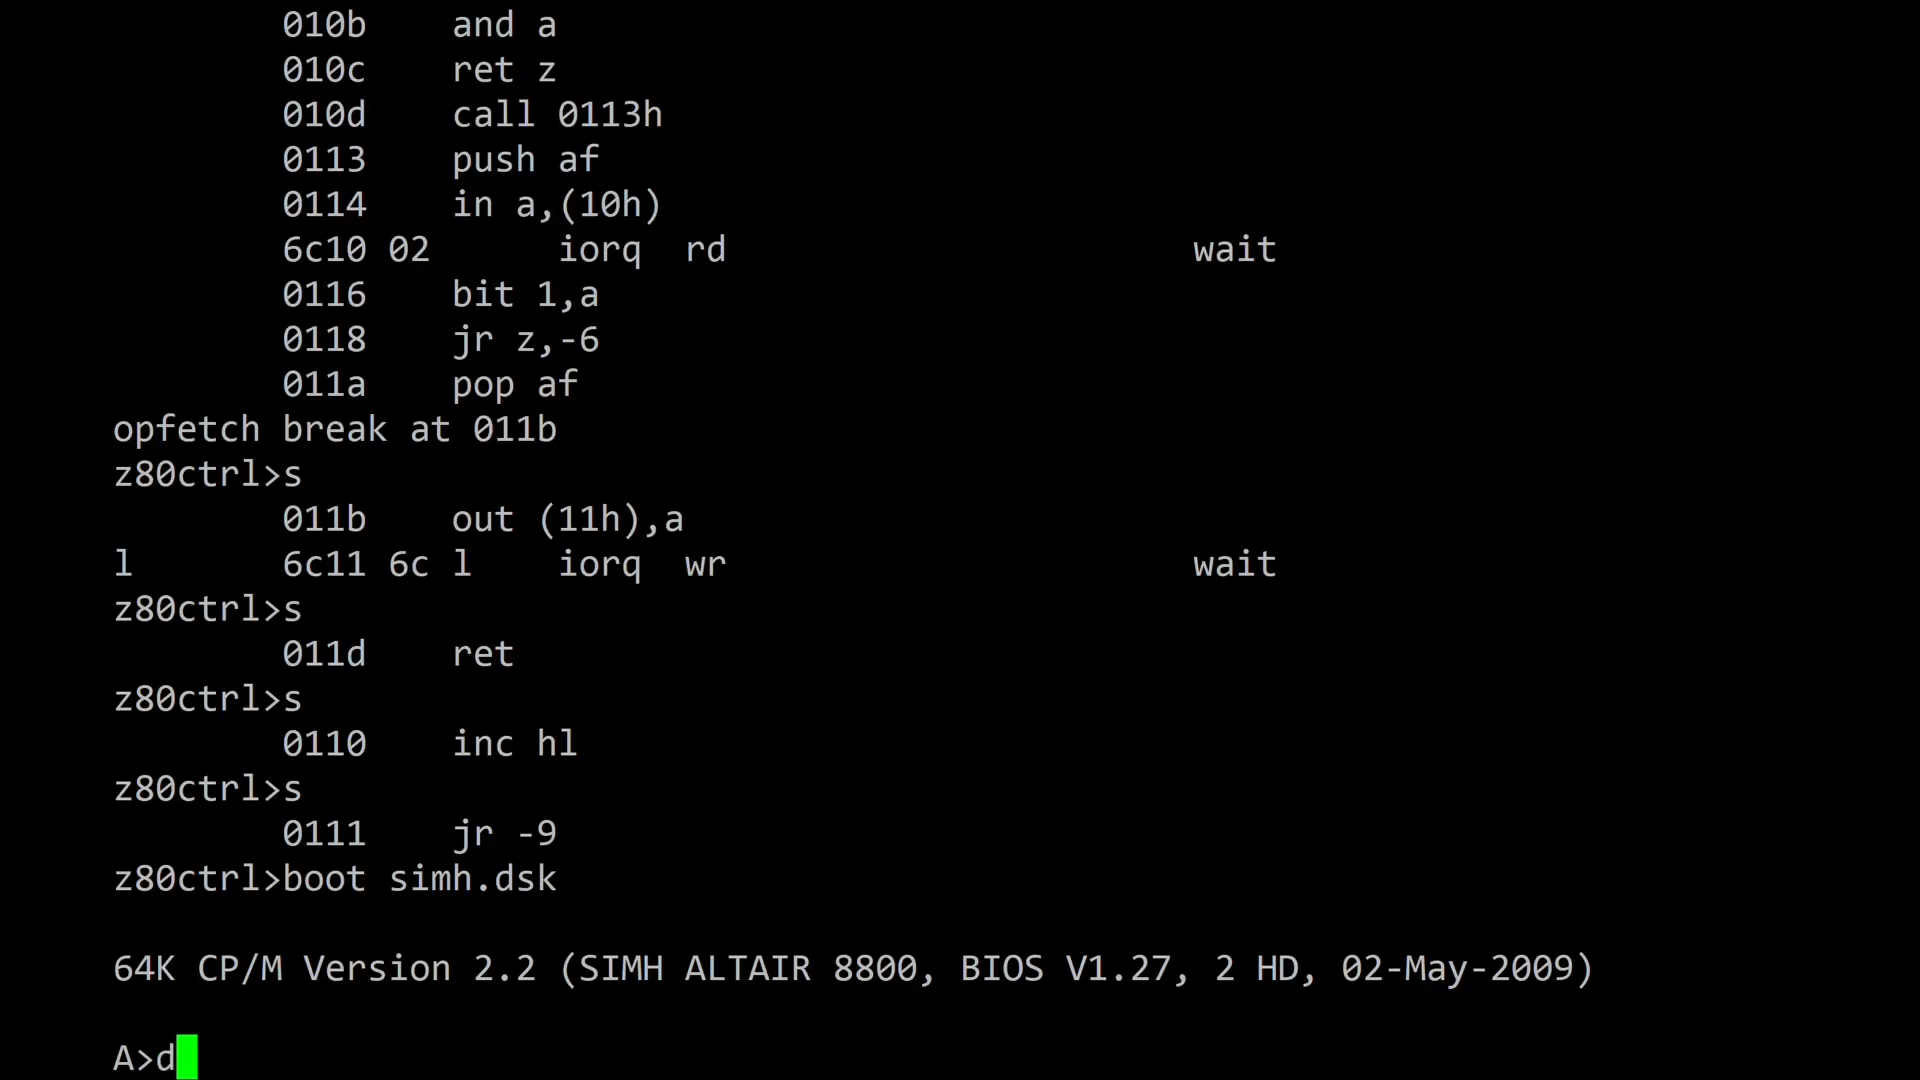 010b    and a
010c    ret z
010d    call 0113h
0113    push af
0114    in a,(10h)
6c10 02      iorq  rd                      wait
0116    bit 1,a
0118    jr z,-6
011a    pop af
opfetch break at 011b
z80ctrl>s
011b    out (11h),a
l       6c11 6c l    iorq  wr                      wait
z80ctrl>s
011d    ret
z80ctrl>s
0110    inc hl
z80ctrl>s
0111    jr -9
z80ctrl>boot simh.dsk
64K CP/M Version 2.2 (SIMH ALTAIR 8800, BIOS V1.27, 2 HD, 02-May-2009)
A>d